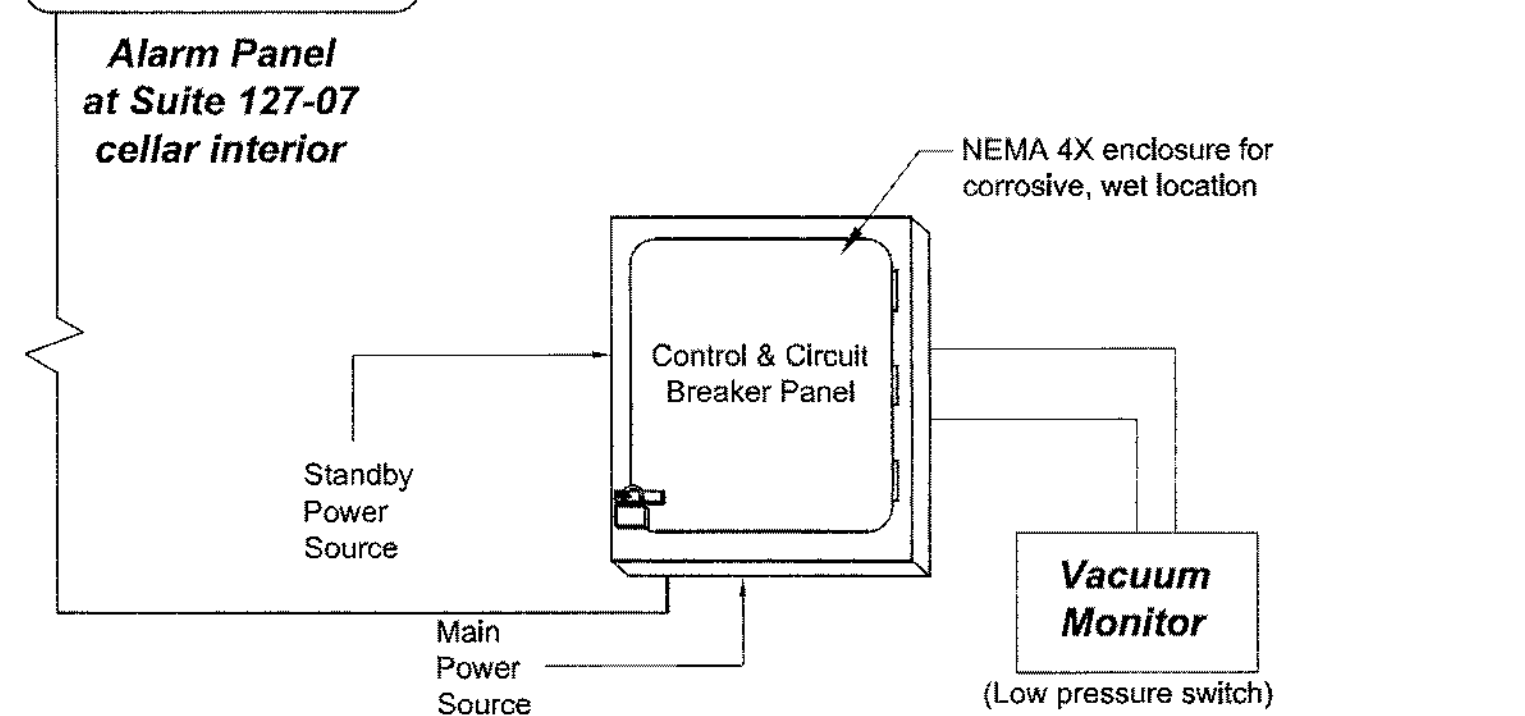 Alarm Panel
at Suite 127-07
cellar interior
NEMA 4X enclosure for
corrosive, wet location
Control & Circuit
Breaker Panel
Standby
Power
Source
Main
Power
Source
Vacuum
Monitor
(Low pressure switch)